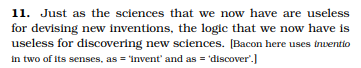 11. Just as the sciences that we now have are useless
for devising new inventions, the logic that we now have is
useless for discovering new sciences. [Bacon here uses inventio
in two of its senses, as = ‘invent’ and as = ‘discover’.]